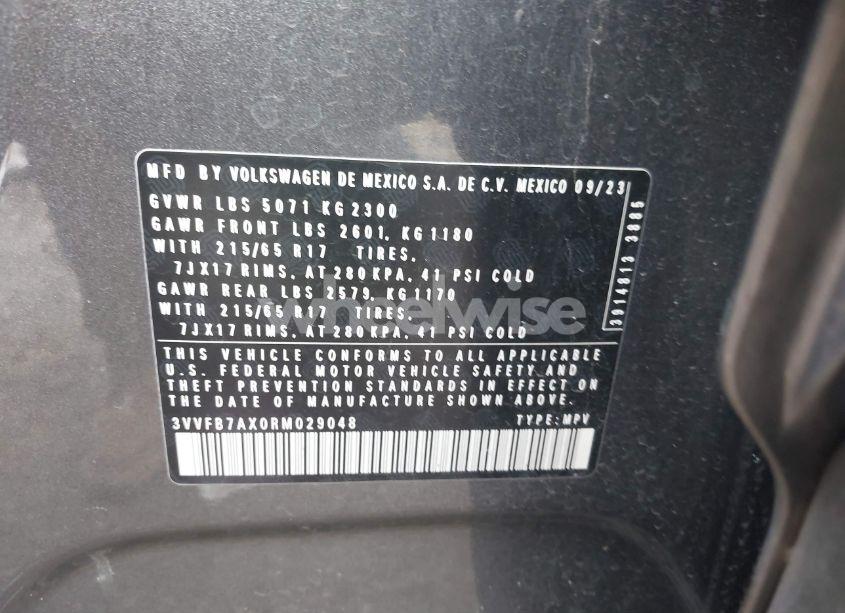 MFD BY VOLKSWAGEN DE MEXICO S.A. DE C.V. MEXICO 09/23
GVWR LBS 5071 KG 2300
GAWR FRONT LBS 2601, KG 1180
WITH 215/65 R17 TIRES,
7JX17 RIMS, AT 280 KPA, 41 PSI COLD
GAWR REAR LBS 2579, KG 1170
WITH 215/65 R17 TIRES,
7JX17 RIMS, AT 280 KPA, 41 PSI COLD
3914813 3886
THIS VEHICLE CONFORMS TO ALL APPLICABLE
U.S. FEDERAL MOTOR VEHICLE SAFETY AND
THEFT PREVENTION STANDARDS IN EFFECT ON
THE DATE OF MANUFACTURE SHOWN ABOVE.
3VVFB7AX0RM029048 TYPE: MPV
wheelwise